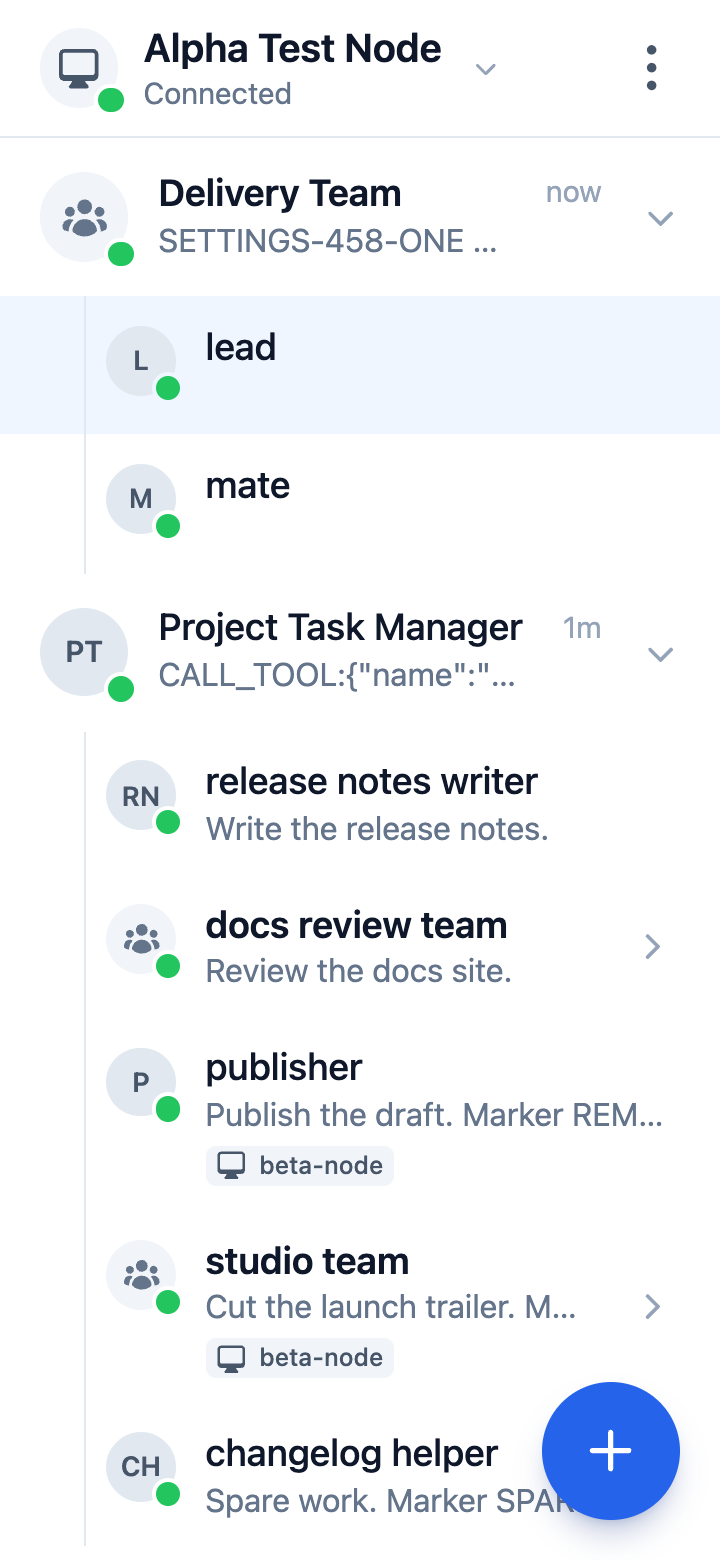 Alpha Test Node
Connected
Delivery Team
now
SETTINGS-458-ONE ...
L
lead
M
mate
PT
Project Task Manager
1m
CALL_TOOL:{"name":"...
RN
release notes writer
Write the release notes.
docs review team
Review the docs site.
P
publisher
Publish the draft. Marker REM...
beta-node
studio team
Cut the launch trailer. M...
beta-node
CH
changelog helper
Spare work. Marker SPAR